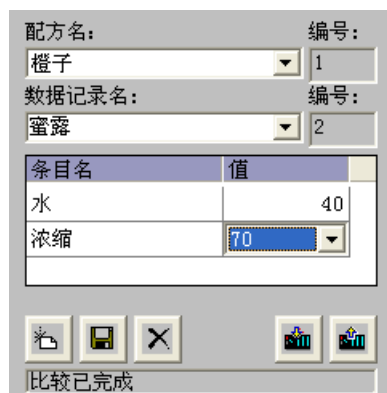 配方名: 编号:
橙子 1
数据记录名: 编号:
蜜露 2
条目名 值
水 40
浓缩 70
比较已完成